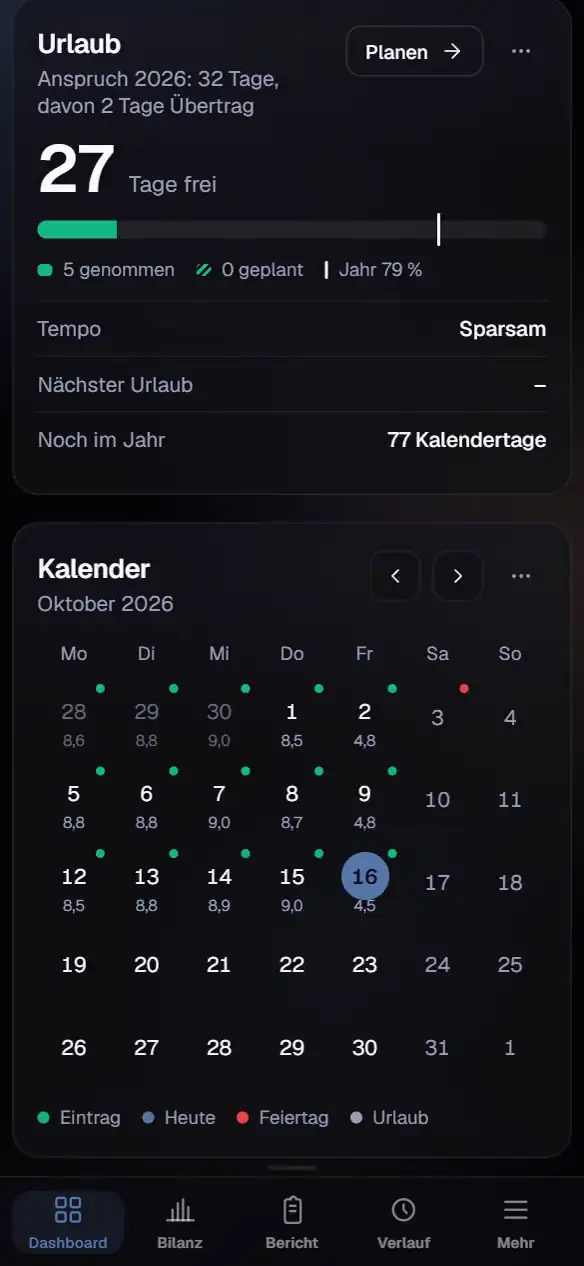 Urlaub
Planen
Anspruch 2026: 32 Tage,
davon 2 Tage Übertrag
27 Tage frei
5 genommen 0 geplant Jahr 79 %
Tempo Sparsam
Nächster Urlaub –
Noch im Jahr 77 Kalendertage
Kalender
Oktober 2026
Mo Di Mi Do Fr Sa So
28 29 30 1 2 3 4
8,6 8,8 9,0 8,5 4,8
5 6 7 8 9 10 11
8,8 8,8 9,0 8,7 4,8
12 13 14 15 16 17 18
8,5 8,8 8,9 9,0 4,5
19 20 21 22 23 24 25
26 27 28 29 30 31 1
Eintrag Heute Feiertag Urlaub
Dashboard Bilanz Bericht Verlauf Mehr